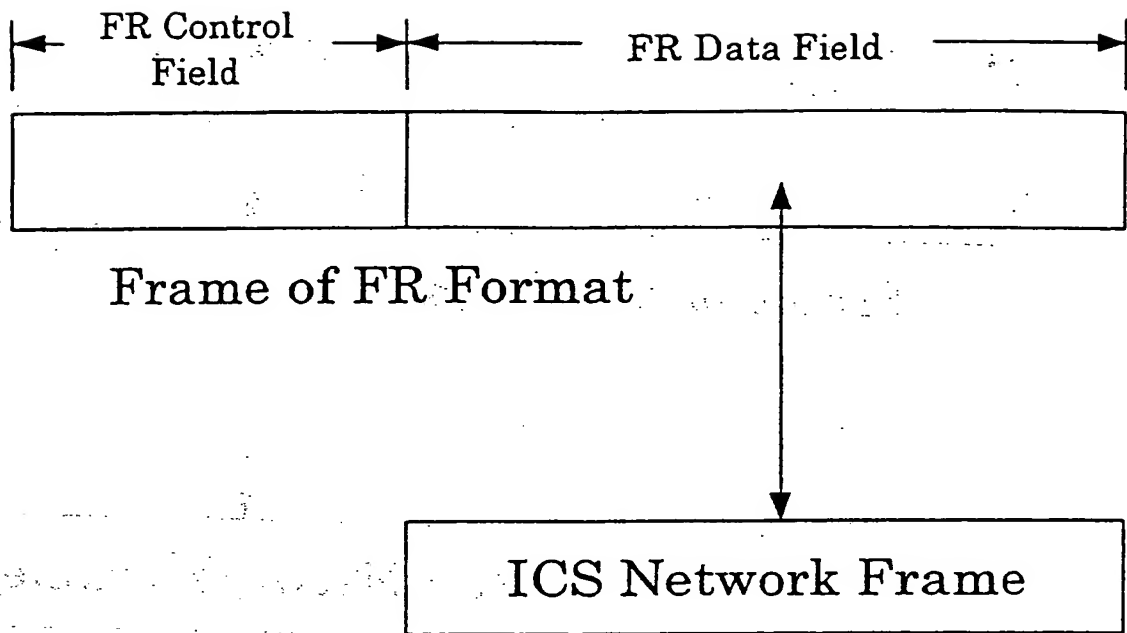 FR Control
Field
FR Data Field
Frame of FR Format
ICS Network Frame